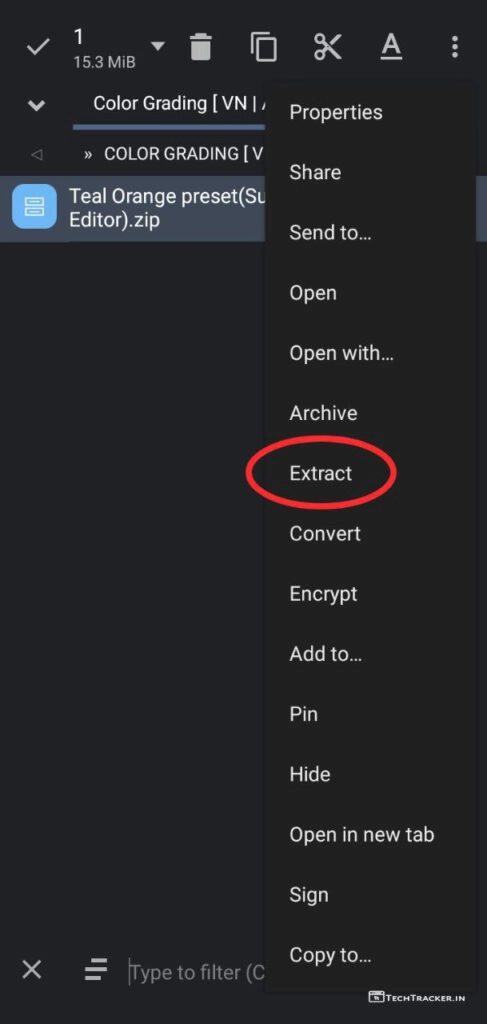 1
15.3 MiB
A
Color Grading [ VN | A
» COLOR GRADING [ V
Teal Orange preset(Su
Editor).zip
Properties
Share
Send to...
Open
Open with...
Archive
Extract
Convert
Encrypt
Add to...
Pin
Hide
Open in new tab
Sign
Copy to...
Type to filter (C
TECHTRACKER.IN